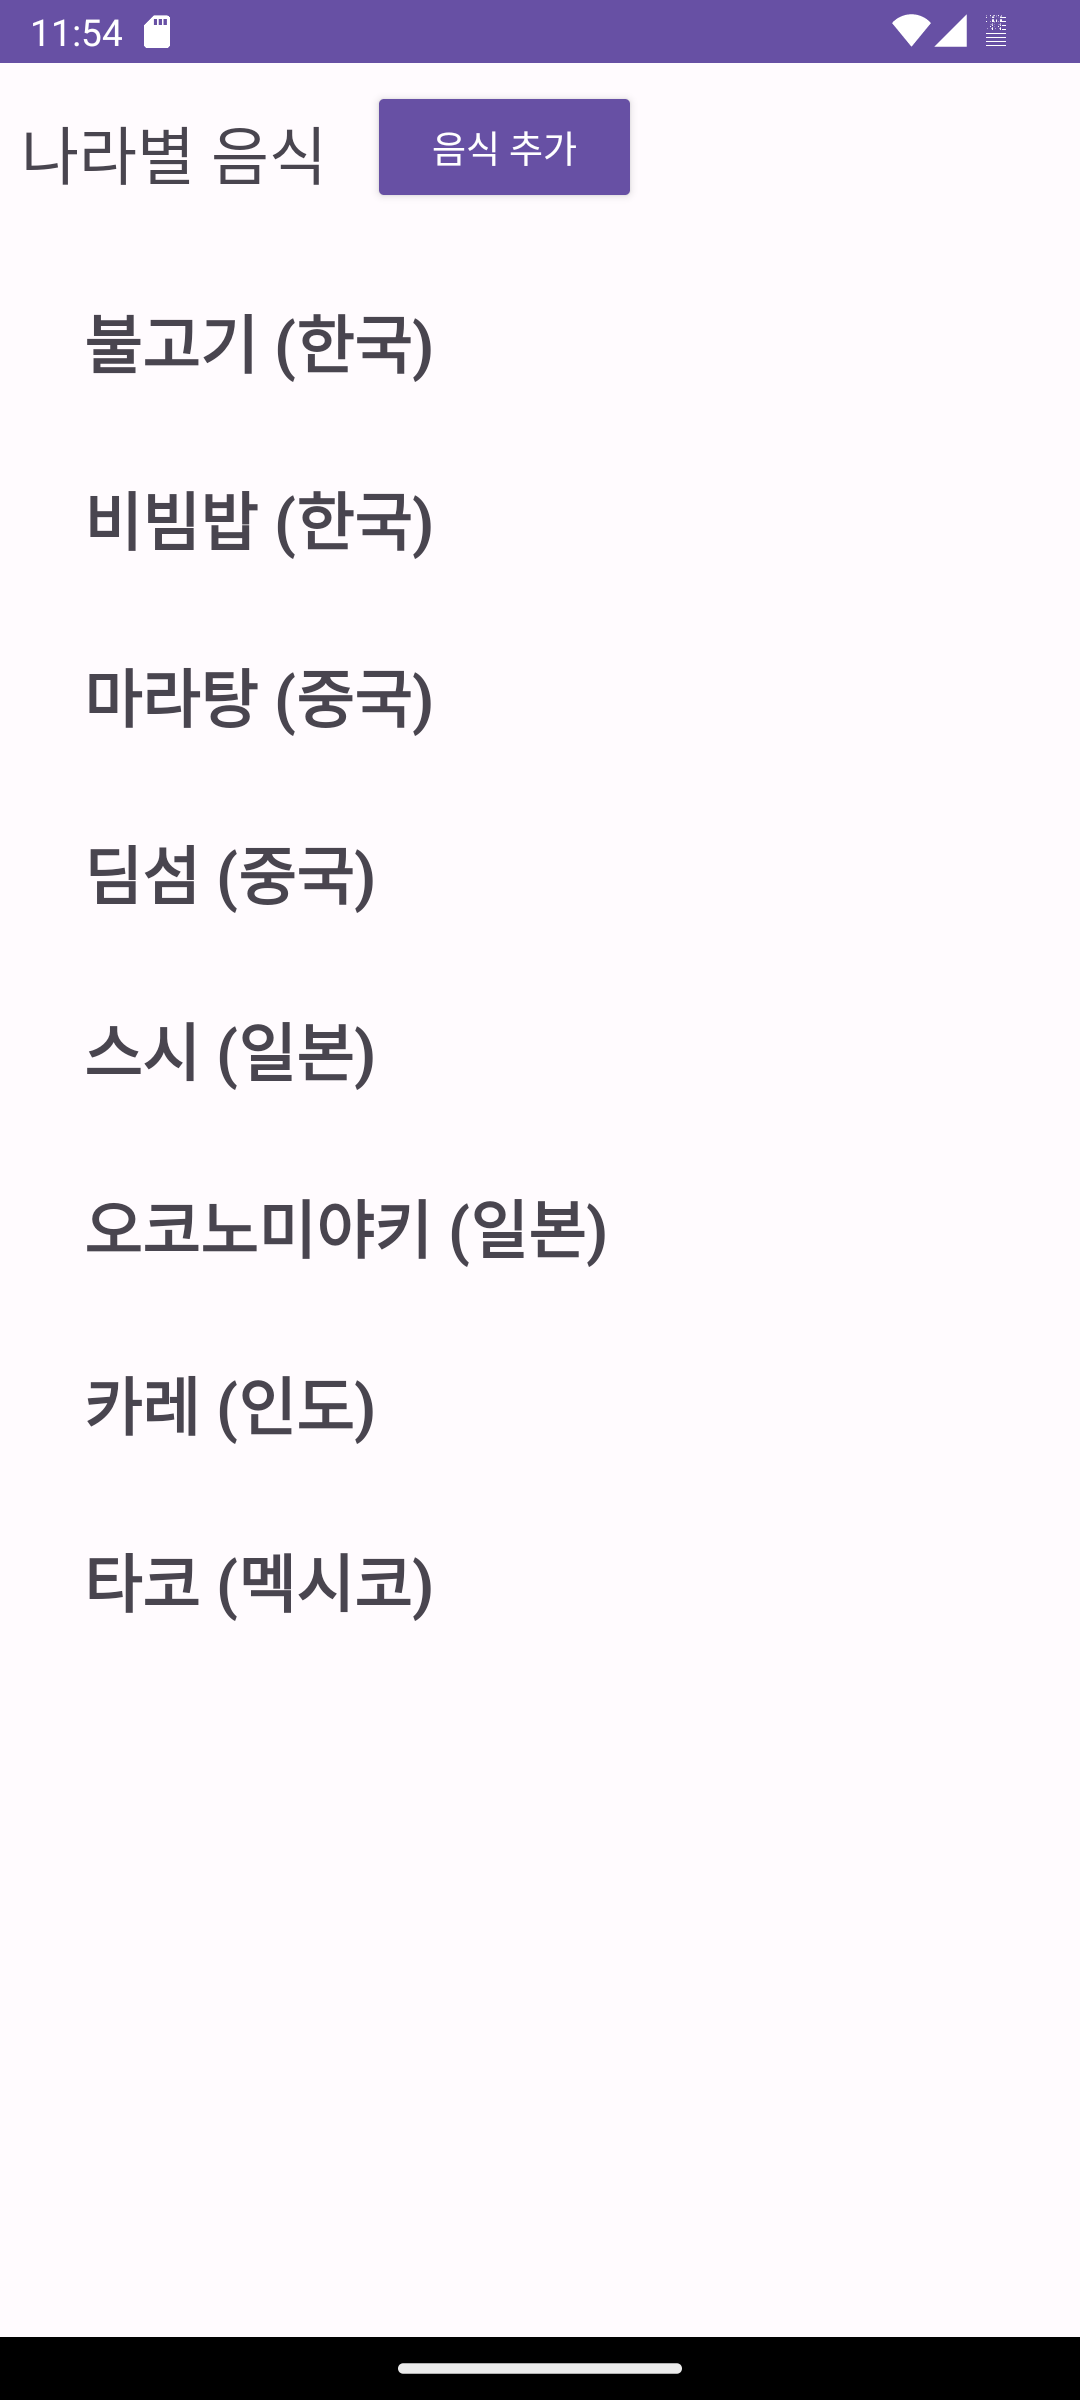 11:54
나라별 음식
음식 추가
불고기 (한국)
비빔밥 (한국)
마라탕 (중국)
딤섬 (중국)
스시 (일본)
오코노미야키 (일본)
카레 (인도)
타코 (멕시코)